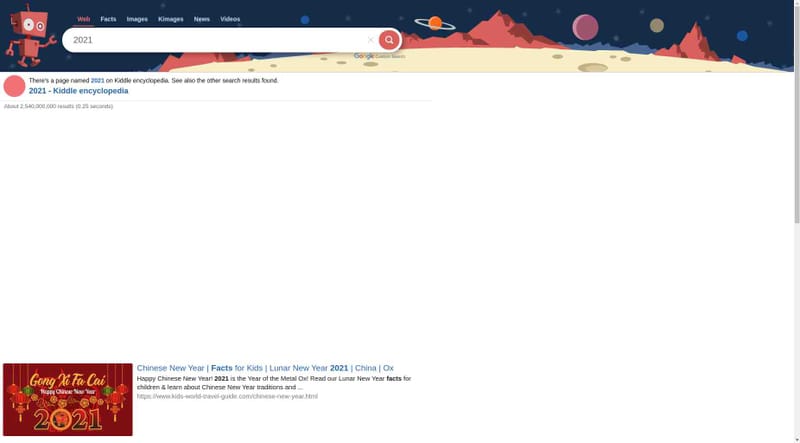 Web Facts Images Kimages News Videos
2021
Google Custom Search
There's a page named 2021 on Kiddle encyclopedia. See also the other search results found.
2021 - Kiddle encyclopedia
About 2,540,000,000 results (0.25 seconds)
Gong Xi Fa Cai
Happy Chinese New Year
2021
Chinese New Year | Facts for Kids | Lunar New Year 2021 | China | Ox
Happy Chinese New Year! 2021 is the Year of the Metal Ox! Read our Lunar New Year facts for
children & learn about Chinese New Year traditions and ...
https://www.kids-world-travel-guide.com/chinese-new-year.html